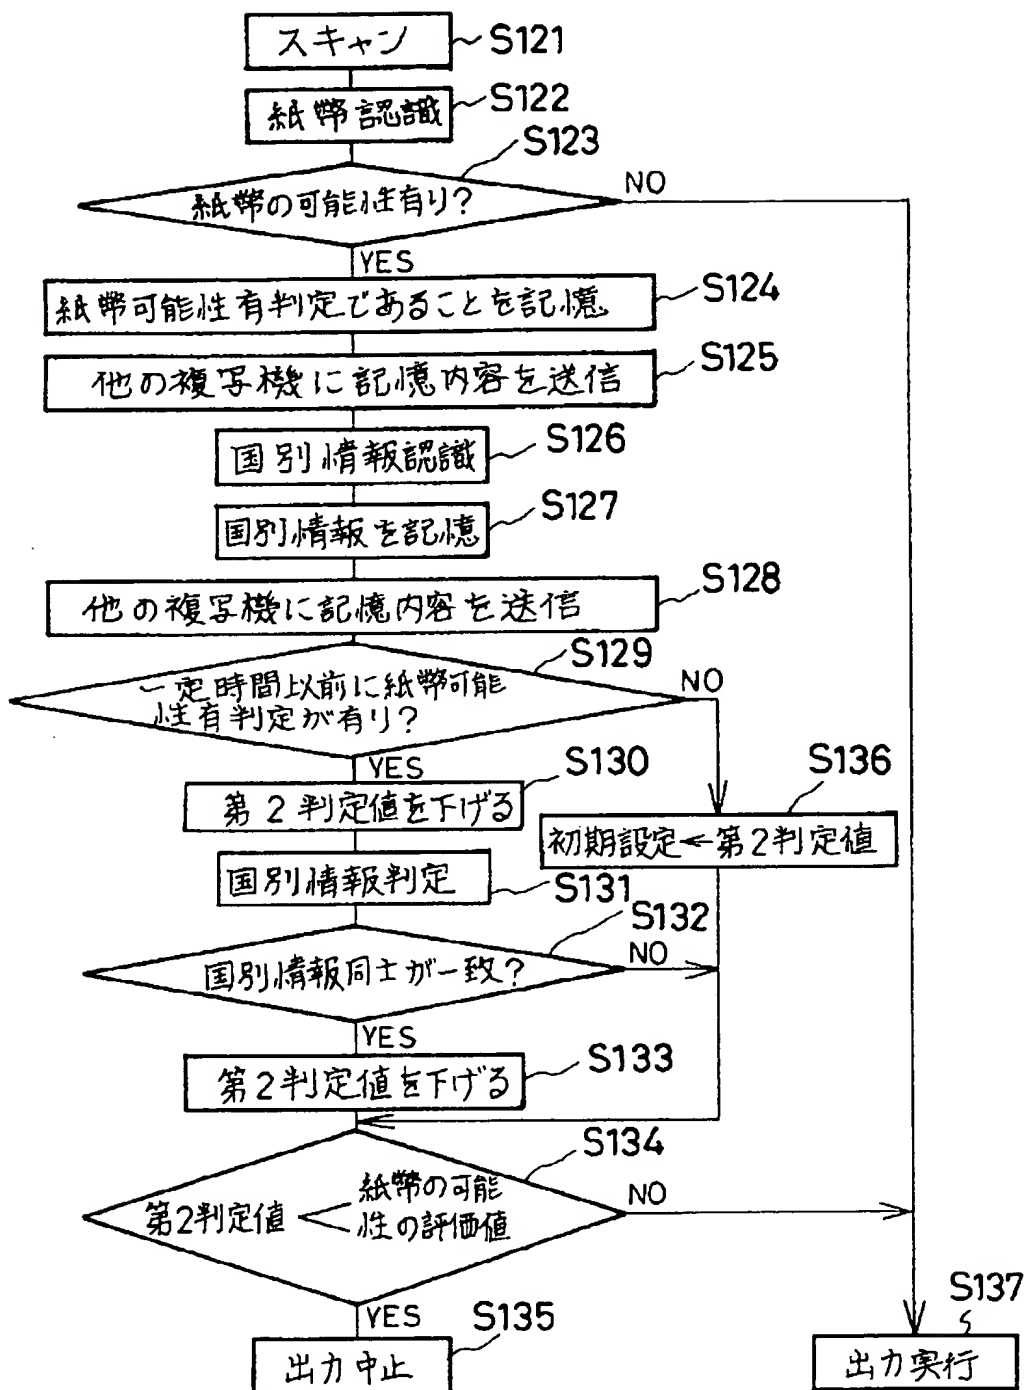 スキャン
S121
紙幣認識
S122
S123
紙幣の可能性有り?
NO
YES
紙幣可能性有判定であることを記憶
S124
他の複写機に記憶内容を送信
S125
国別情報認識
S126
国別情報を記憶
S127
他の複写機に記憶内容を送信
S128
S129
一定時間以前に紙幣可能
性有判定が有り?
NO
YES
第2判定値を下げる
S130
S136
初期設定←第2判定値
国別情報判定
S131
S132
国別情報同士が一致?
NO
YES
第2判定値を下げる
S133
S134
第2判定値 < 紙幣の可能
性の評価値
NO
YES
S135
出力中止
S137
出力実行